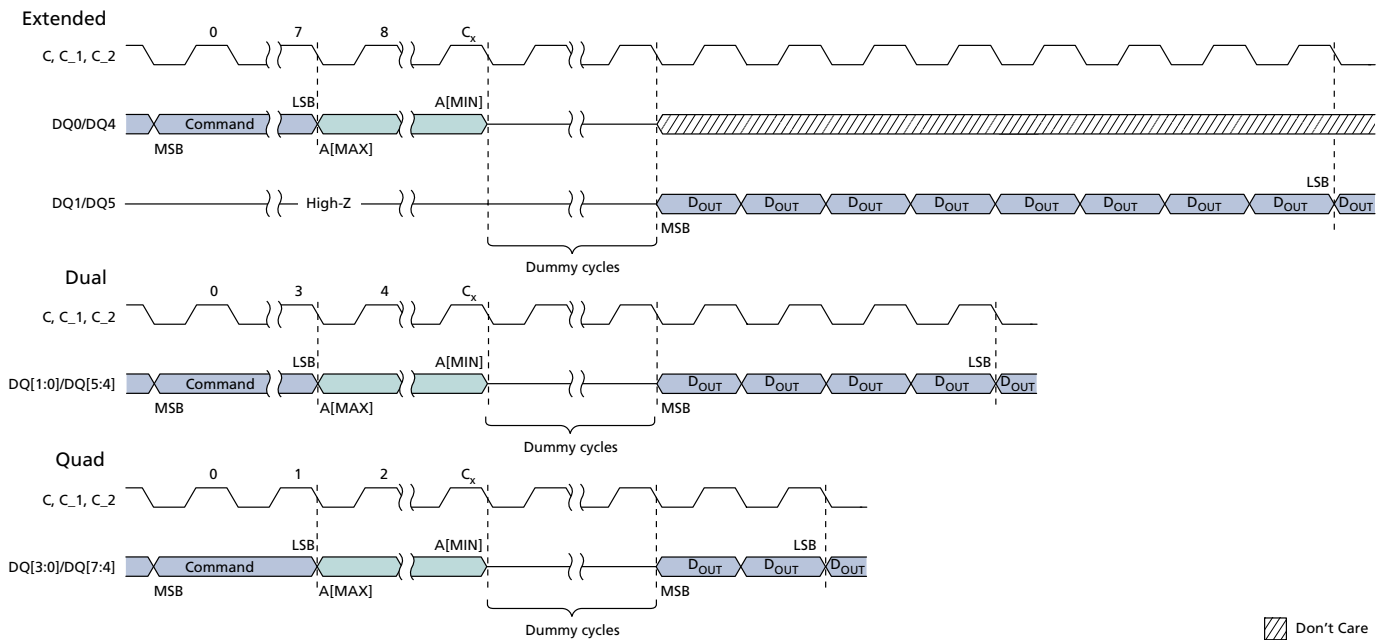 Extended
0 7 8 Cx
C, C_1, C_2
LSB A[MIN]
DQ0/DQ4 Command
MSB A[MAX]
LSB
DQ1/DQ5 High-Z DOUT DOUT DOUT DOUT DOUT DOUT DOUT DOUT DOUT
MSB
Dummy cycles
Dual
0 3 4 Cx
C, C_1, C_2
LSB A[MIN] LSB
DQ[1:0]/DQ[5:4] Command DOUT DOUT DOUT DOUT DOUT
MSB A[MAX] MSB
Dummy cycles
Quad
0 1 2 Cx
C, C_1, C_2
LSB A[MIN] LSB
DQ[3:0]/DQ[7:4] Command DOUT DOUT DOUT
MSB A[MAX] MSB
Dummy cycles
Don't Care